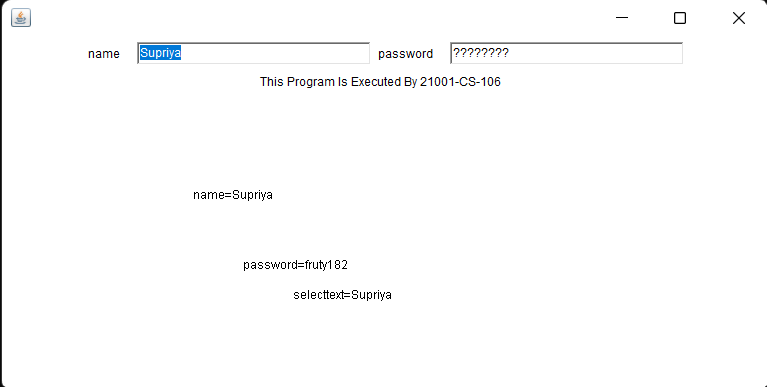 name Supriya password ????????
This Program Is Executed By 21001-CS-106
name=Supriya
password=fruty182
selecttext=Supriya